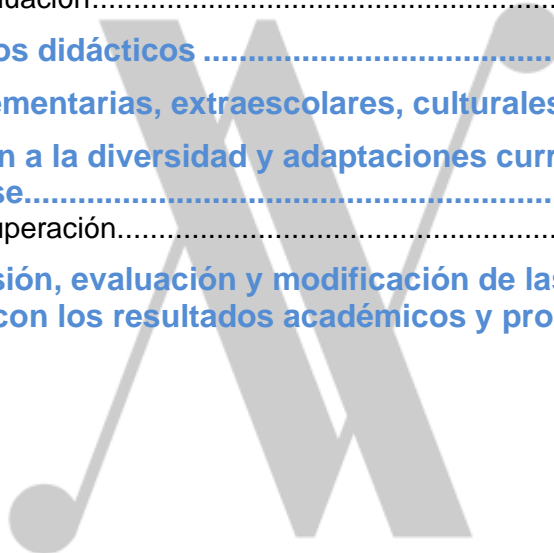 uación..........................................................
os didácticos ........................................
ementarias, extraescolares, culturales
n a la diversidad y adaptaciones curr
se..............................................................
uperación......................................................
sión, evaluación y modificación de las
con los resultados académicos y pro